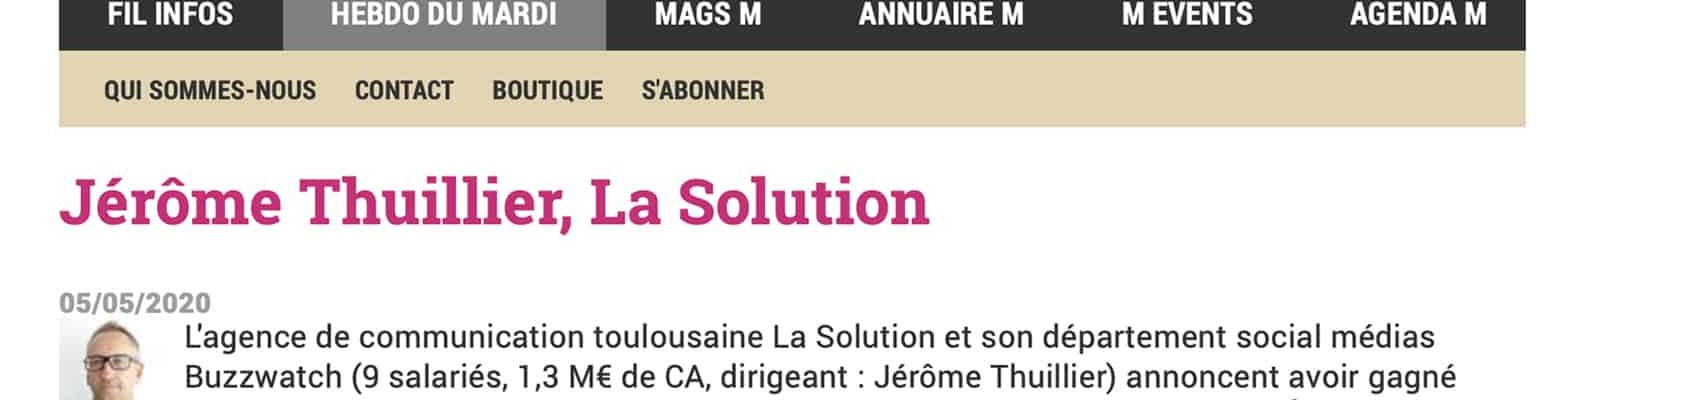 FIL INFOS HEBDO DU MARDI MAGS M ANNUAIRE M M EVENTS AGENDA M
QUI SOMMES-NOUS CONTACT BOUTIQUE S'ABONNER
Jérôme Thuillier, La Solution
05/05/2020
L'agence de communication toulousaine La Solution et son département social médias
Buzzwatch (9 salariés, 1,3 M€ de CA, dirigeant : Jérôme Thuillier) annoncent avoir gagné